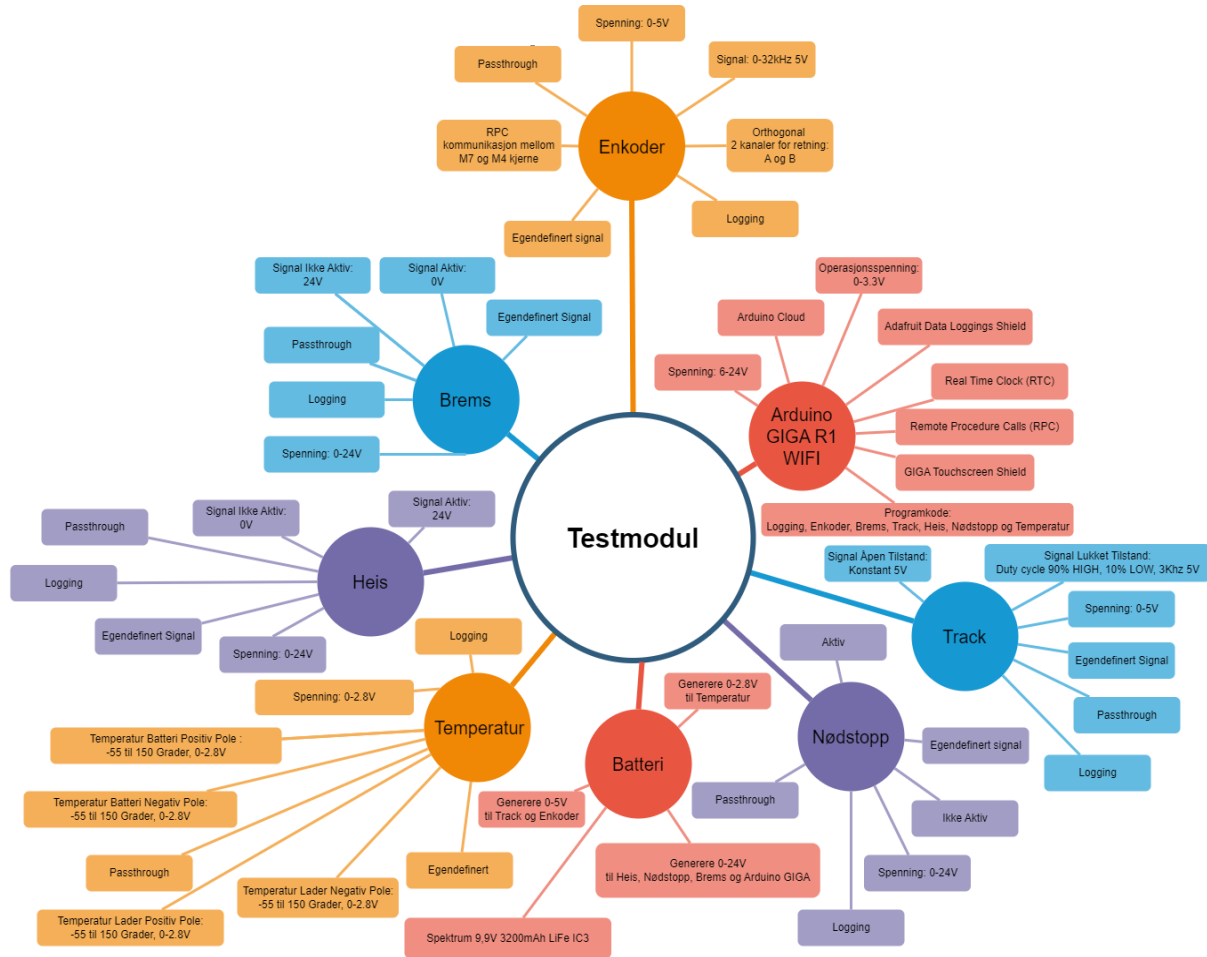 Spenning: 0-5V
Passthrough
Signal: 0-32kHz 5V
RPC
kommunikasjon mellom
M7 og M4 kjerne
Enkoder
Orthogonal
2 kanaler for retning:
A og B
Egendefinert signal
Logging
Signal Ikke Aktiv:
24V
Signal Aktiv:
0V
Egendefinert Signal
Passthrough
Logging
Brems
Spenning: 0-24V
Operasjonsspenning:
0-3.3V
Arduino Cloud
Adafruit Data Loggings Shield
Spenning: 6-24V
Real Time Clock (RTC)
Arduino
GIGA R1
WIFI
Remote Procedure Calls (RPC)
GIGA Touchscreen Shield
Programkode:
Logging, Enkoder, Brems, Track, Heis, Nødstopp og Temperatur
Testmodul
Signal Ikke Aktiv:
0V
Signal Aktiv:
24V
Passthrough
Logging
Heis
Egendefinert Signal
Spenning: 0-24V
Signal Åpen Tilstand:
Konstant 5V
Signal Lukket Tilstand:
Duty cycle 90% HIGH, 10% LOW, 3Khz 5V
Spenning: 0-5V
Track
Egendefinert Signal
Passthrough
Logging
Logging
Spenning: 0-2.8V
Temperatur
Temperatur Batteri Positiv Pole :
-55 til 150 Grader, 0-2.8V
Temperatur Batteri Negativ Pole:
-55 til 150 Grader, 0-2.8V
Passthrough
Temperatur Lader Positiv Pole:
-55 til 150 Grader, 0-2.8V
Temperatur Lader Negativ Pole:
-55 til 150 Grader, 0-2.8V
Egendefinert
Generere 0-2.8V
til Temperatur
Batteri
Generere 0-5V
til Track og Enkoder
Generere 0-24V
til Heis, Nødstopp, Brems og Arduino GIGA
Spektrum 9,9V 3200mAh LiFe IC3
Aktiv
Nødstopp
Egendefinert signal
Passthrough
Ikke Aktiv
Spenning: 0-24V
Logging